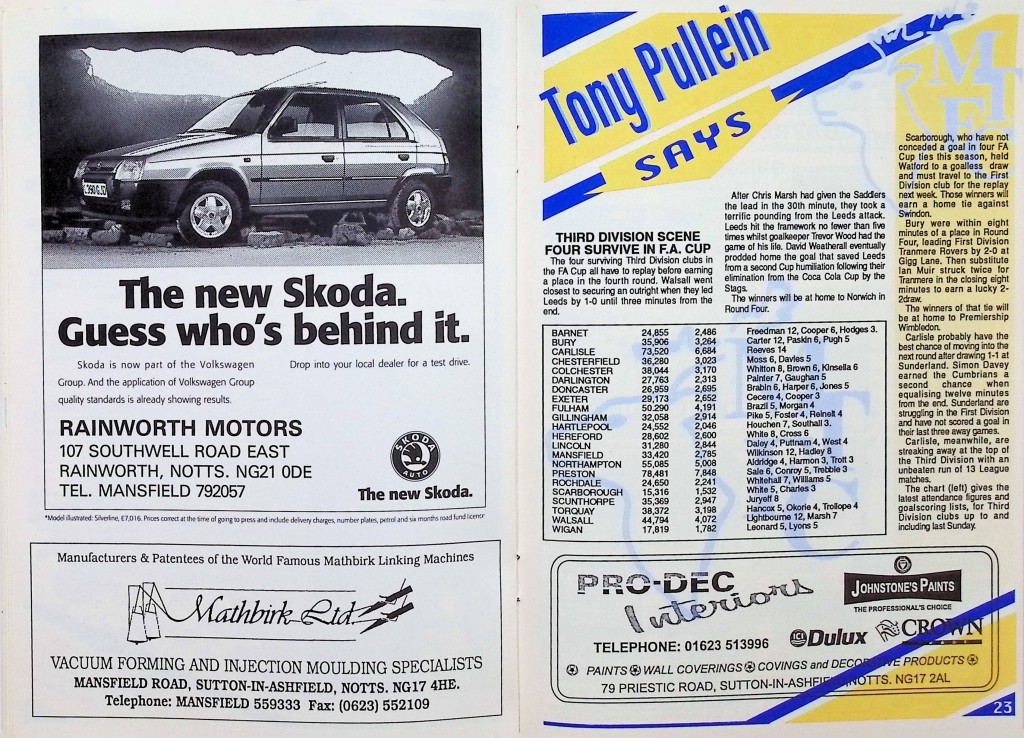 L390 GJD
The new Skoda.
Guess who's behind it.
Skoda is now part of the Volkswagen
Group. And the application of Volkswagen Group
quality standards is already showing results.
Drop into your local dealer for a test drive.
RAINWORTH MOTORS
107 SOUTHWELL ROAD EAST
RAINWORTH, NOTTS. NG21 0DE
TEL. MANSFIELD 792057
SKODA
AUTO
The new Skoda.
*Model illustrated: Silverline, £7,016. Prices correct at the time of going to press and include delivery charges, number plates, petrol and six months road fund licence
Manufacturers & Patentees of the World Famous Mathbirk Linking Machines
Mathbirk Ltd.
VACUUM FORMING AND INJECTION MOULDING SPECIALISTS
MANSFIELD ROAD, SUTTON-IN-ASHFIELD, NOTTS. NG17 4HE.
Telephone: MANSFIELD 559333 Fax: (0623) 552109
Tony Pullein
SAYS
MTFC
THIRD DIVISION SCENE
FOUR SURVIVE IN F.A. CUP
The four surviving Third Division clubs in
the FA Cup all have to replay before earning
a place in the fourth round. Walsall went
closest to securing an outright when they led
Leeds by 1-0 until three minutes from the
end.
After Chris Marsh had given the Saddlers
the lead in the 30th minute, they took a
terrific pounding from the Leeds attack.
Leeds hit the framework no fewer than five
times whilst goalkeeper Trevor Wood had the
game of his life. David Weatherall eventually
prodded home the goal that saved Leeds
from a second Cup humiliation following their
elimination from the Coca Cola Cup by the
Stags.
The winners will be at home to Norwich in
Round Four.
BARNET 24,855 2,486 Freedman 12, Cooper 6, Hodges 3.
BURY 35,906 3,264 Carter 12, Paskin 6, Pugh 5
CARLISLE 73,520 6,684 Reeves 14
CHESTERFIELD 36,280 3,023 Moss 6, Davies 5
COLCHESTER 38,044 3,170 Whitton 8, Brown 6, Kinsella 6
DARLINGTON 27,763 2,313 Painter 7, Gaughan 5
DONCASTER 26,959 2,695 Brabin 6, Harper 6, Jones 5
EXETER 29,173 2,652 Cecere 4, Cooper 3
FULHAM 50.290 4,191 Brazil 5, Morgan 4
GILLINGHAM 32,058 2,914 Pike 5, Foster 4, Reinelt 4
HARTLEPOOL 24,552 2,046 Houchen 7, Southall 3.
HEREFORD 28,602 2,600 White 8, Cross 6
LINCOLN 31,280 2,844 Daley 4, Puttnam 4, West 4
MANSFIELD 33,420 2,785 Wilkinson 12, Hadley 8
NORTHAMPTON 55,085 5,008 Aldridge 4, Harmon 3, Trott 3
PRESTON 78,481 7,848 Sale 6, Conroy 5, Trebble 3
ROCHDALE 24,650 2,241 Whitehall 7, Williams 5
SCARBOROUGH 15,316 1,532 White 5, Charles 3
SCUNTHORPE 35,369 2,947 Juryeff 8
TORQUAY 38,372 3,198 Hancox 5, Okorie 4, Trollope 4
WALSALL 44,794 4,072 Lightbourne 12, Marsh 7
WIGAN 17,819 1,782 Leonard 5, Lyons 5
Scarborough, who have not
conceded a goal in four FA
Cup ties this season, held
Watford to a goalless draw
and must travel to the First
Division club for the replay
next week. Those winners will
earn a home tie against
Swindon.
Bury were within eight
minutes of a place in Round
Four, leading First Division
Tranmere Rovers by 2-0 at
Gigg Lane. Then substitute
Ian Muir struck twice for
Tranmere in the closing eight
minutes to earn a lucky 2-
2draw.
The winners of that tie will
be at home to Premiership
Wimbledon.
Carlisle probably have the
best chance of moving into the
next round after drawing 1-1 at
Sunderland. Simon Davey
earned the Cumbrians a
second chance when
equalising twelve minutes
from the end. Sunderland are
struggling in the First Division
and have not scored a goal in
their last three away games.
Carlisle, meanwhile, are
streaking away at the top of
the Third Division with an
unbeaten run of 13 League
matches.
The chart (left) gives the
latest attendance figures and
goalscoring lists, for Third
Division clubs up to and
including last Sunday.
PRO-DEC
Interiors
JOHNSTONE'S PAINTS
THE PROFESSIONAL'S CHOICE
TELEPHONE: 01623 513996
ICI Dulux
CROWN
PAINTS WALL COVERINGS COVINGS and DECORATIVE PRODUCTS
79 PRIESTIC ROAD, SUTTON-IN-ASHFIELD, NOTTS. NG17 2AL
23